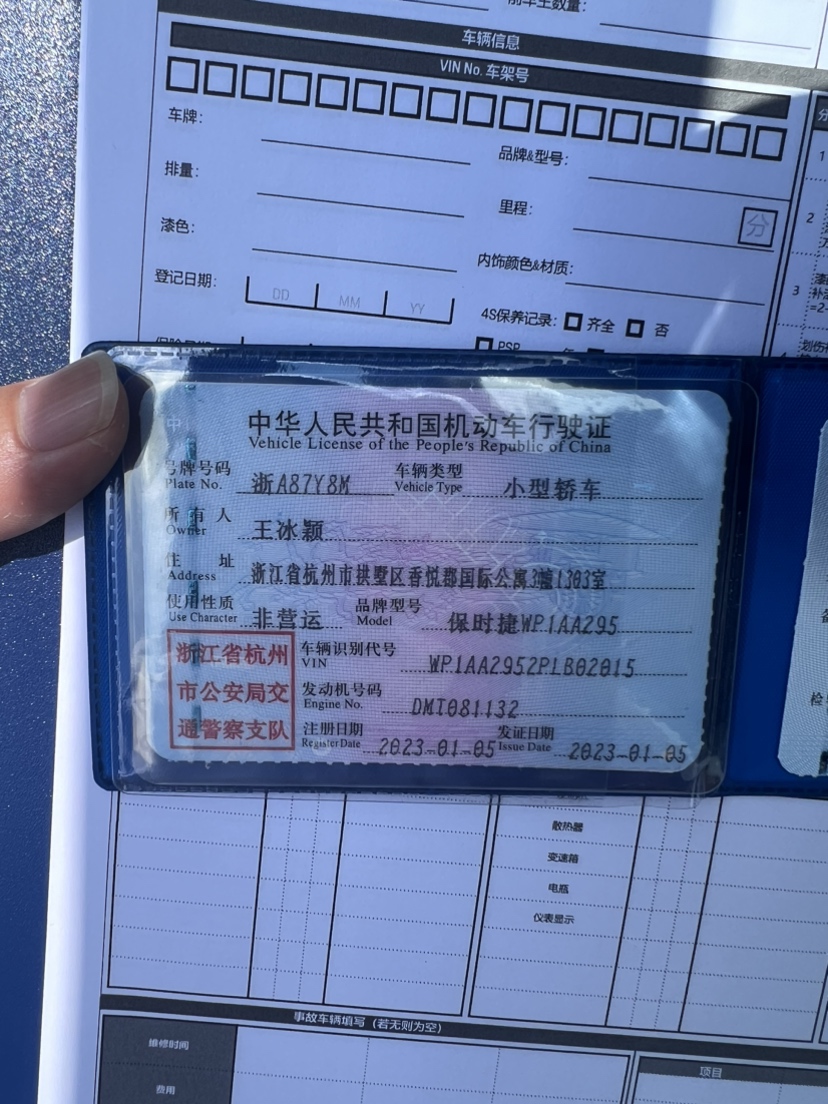 前车主数量:
车辆信息
VIN No. 车架号
车牌:
品牌&型号:
排量:
里程:
分
漆色:
内饰颜色&材质:
登记日期:
DD MM YY
4S保养记录: 齐全 否
1
2
3
中华人民共和国机动车行驶证
Vehicle License of the People's Republic of China
号牌号码 浙A87Y8M 车辆类型 小型轿车
Plate No. Vehicle Type
所有人 王冰颖
Owner
住址 浙江省杭州市拱墅区香悦郡国际公寓3幢1303室
Address
使用性质 非营运 品牌型号 保时捷WP1AA295
Use Character Model
浙江省杭州
市公安局交
通警察支队
车辆识别代号 WP1AA2952PLB02015
VIN
发动机号码 DMT081132
Engine No.
注册日期 2023-01-05 发证日期 2023-01-05
Register Date Issue Date
散热器
变速箱
电瓶
仪表显示
事故车辆填写（若无则为空）
维修时间
项目
费用